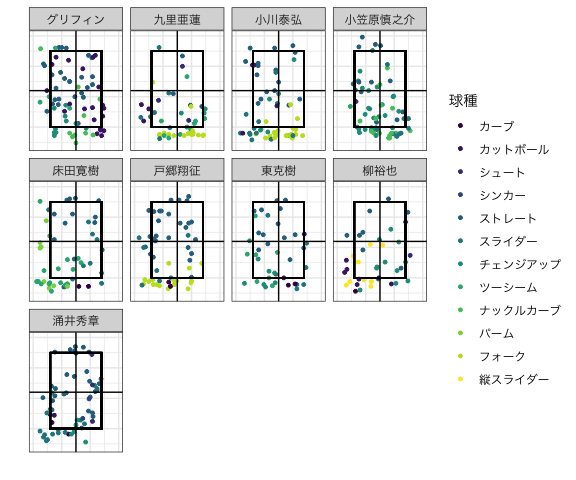 グリフィン
九里亜蓮
小川泰弘
小笠原慎之介
床田寛樹
戸郷翔征
東克樹
柳裕也
涌井秀章
球種
カーブ
カットボール
シュート
シンカー
ストレート
スライダー
チェンジアップ
ツーシーム
ナックルカーブ
パーム
フォーク
縦スライダー